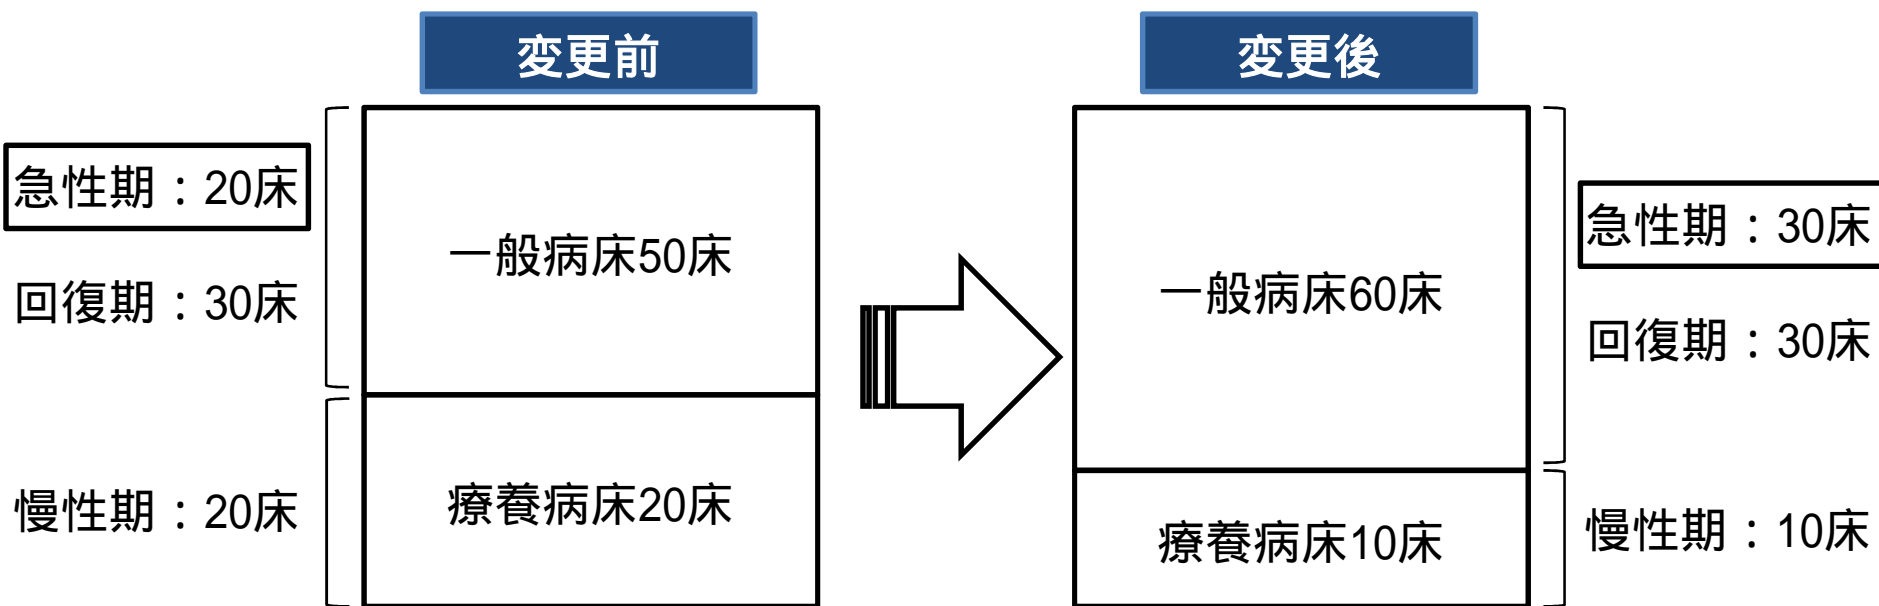 変更前
急性期：20床
回復期：30床
慢性期：20床
一般病床50床
療養病床20床
変更後
一般病床60床
療養病床10床
急性期：30床
回復期：30床
慢性期：10床